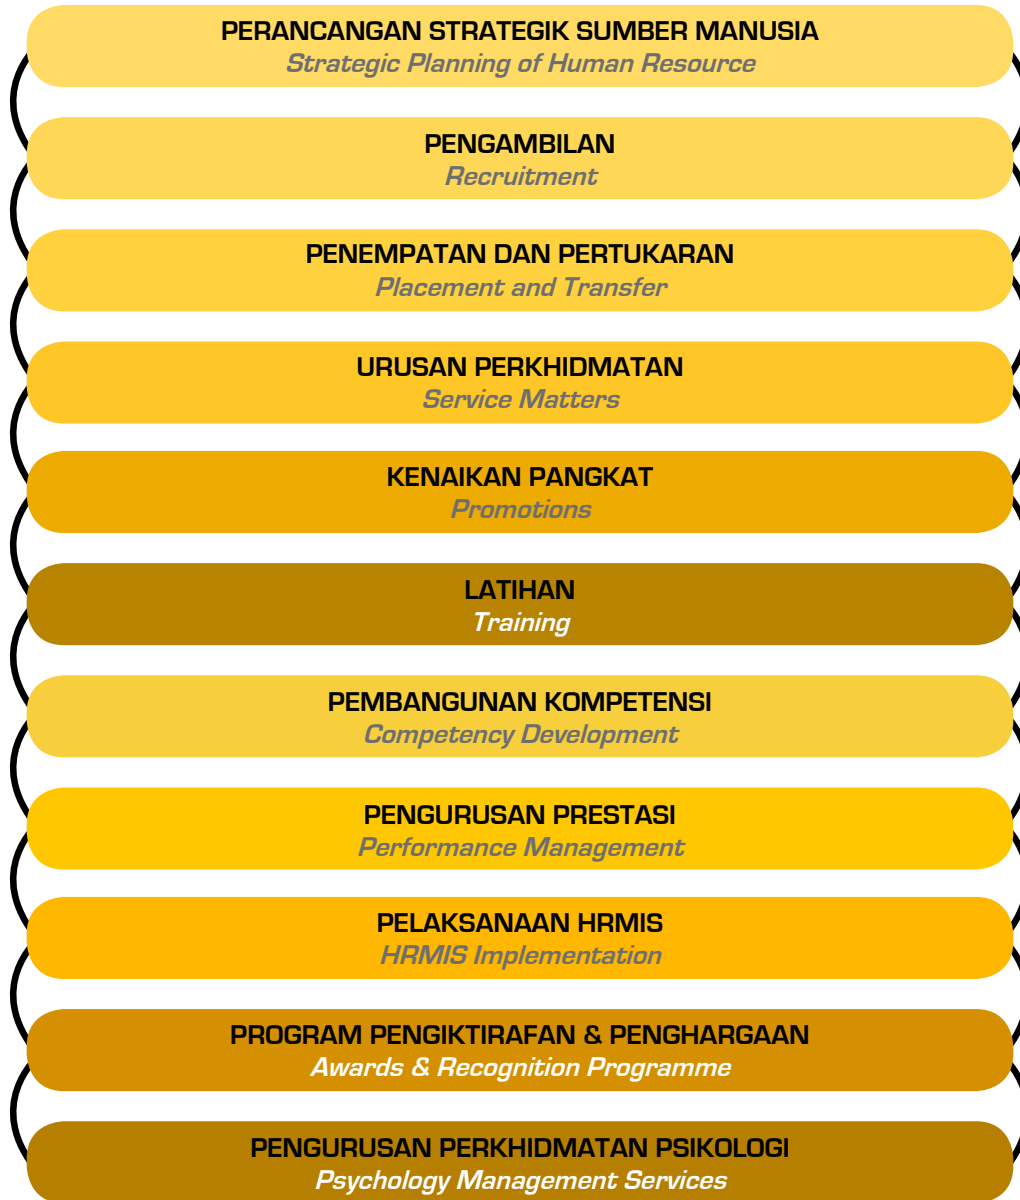 PERANCANGAN STRATEGIK SUMBER MANUSIA
Strategic Planning of Human Resource
PENGAMBILAN
Recruitment
PENEMPATAN DAN PERTUKARAN
Placement and Transfer
URUSAN PERKHIDMATAN
Service Matters
KENAIKAN PANGKAT
Promotions
LATIHAN
Training
PEMBANGUNAN KOMPETENSI
Competency Development
PENGURUSAN PRESTASI
Performance Management
PELAKSANAAN HRMIS
HRMIS Implementation
PROGRAM PENGIKTIRAFAN & PENGHARGAAN
Awards & Recognition Programme
PENGURUSAN PERKHIDMATAN PSIKOLOGI
Psychology Management Services